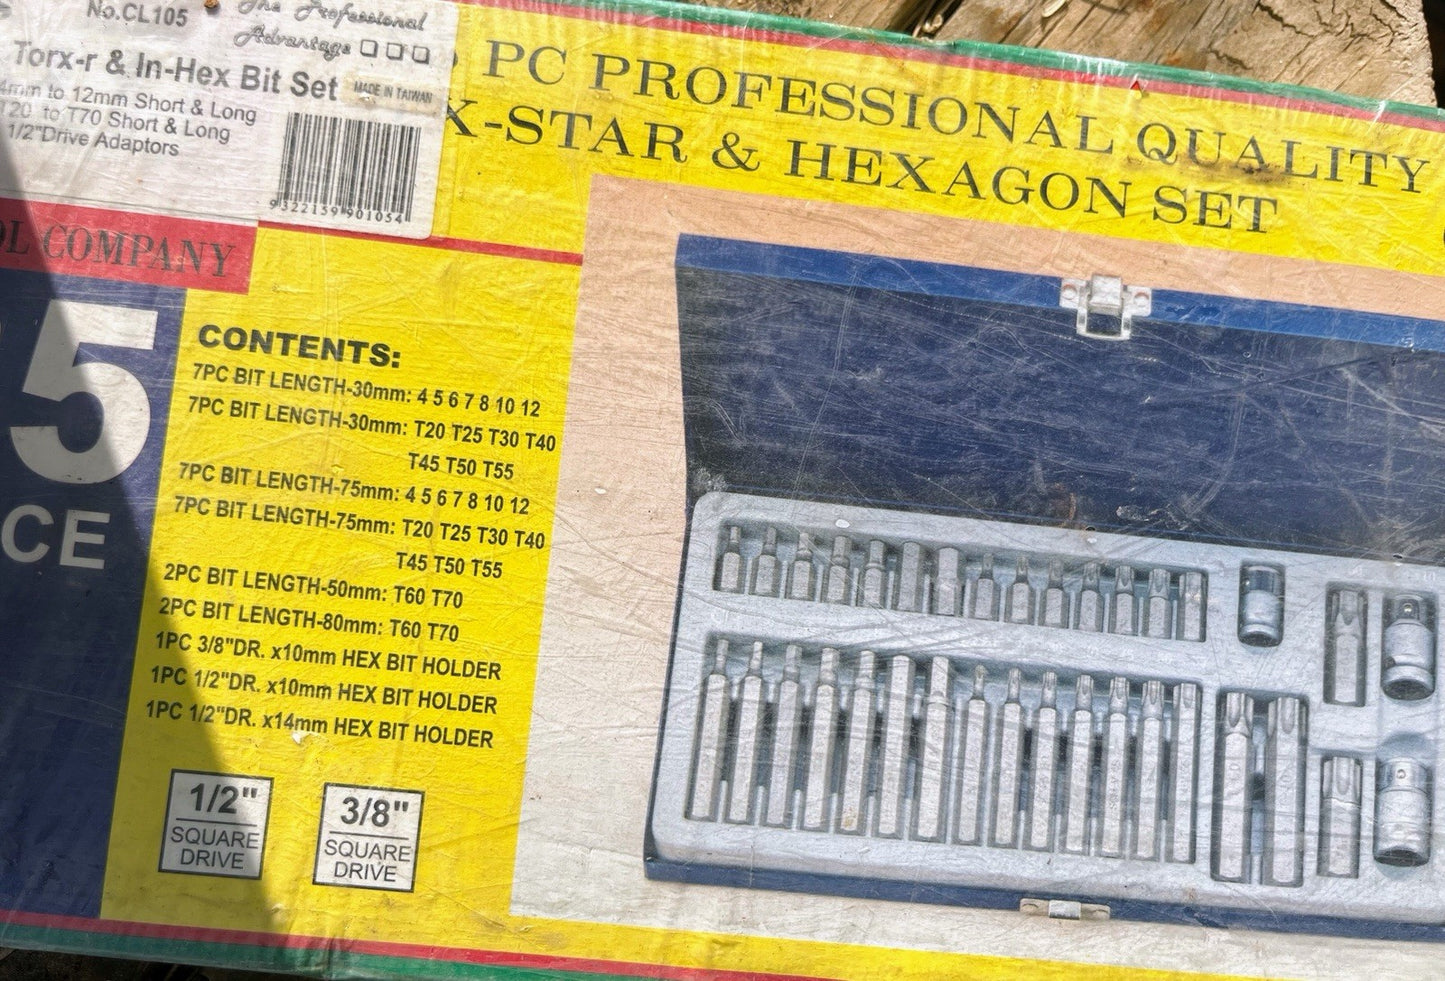 No.CL105
The Professional
Advantage
Torx-r & In-Hex Bit Set
MADE IN TAIWAN
4mm to 12mm Short & Long
T20 to T70 Short & Long
1/2"Drive Adaptors
9322159901054
PC PROFESSIONAL QUALITY
X-STAR & HEXAGON SET
OL COMPANY
5
CE
CONTENTS:
7PC BIT LENGTH-30mm: 4 5 6 7 8 10 12
7PC BIT LENGTH-30mm: T20 T25 T30 T40
T45 T50 T55
7PC BIT LENGTH-75mm: 4 5 6 7 8 10 12
7PC BIT LENGTH-75mm: T20 T25 T30 T40
T45 T50 T55
2PC BIT LENGTH-50mm: T60 T70
2PC BIT LENGTH-80mm: T60 T70
1PC 3/8"DR. x10mm HEX BIT HOLDER
1PC 1/2"DR. x10mm HEX BIT HOLDER
1PC 1/2"DR. x14mm HEX BIT HOLDER
1/2"
SQUARE
DRIVE
3/8"
SQUARE
DRIVE